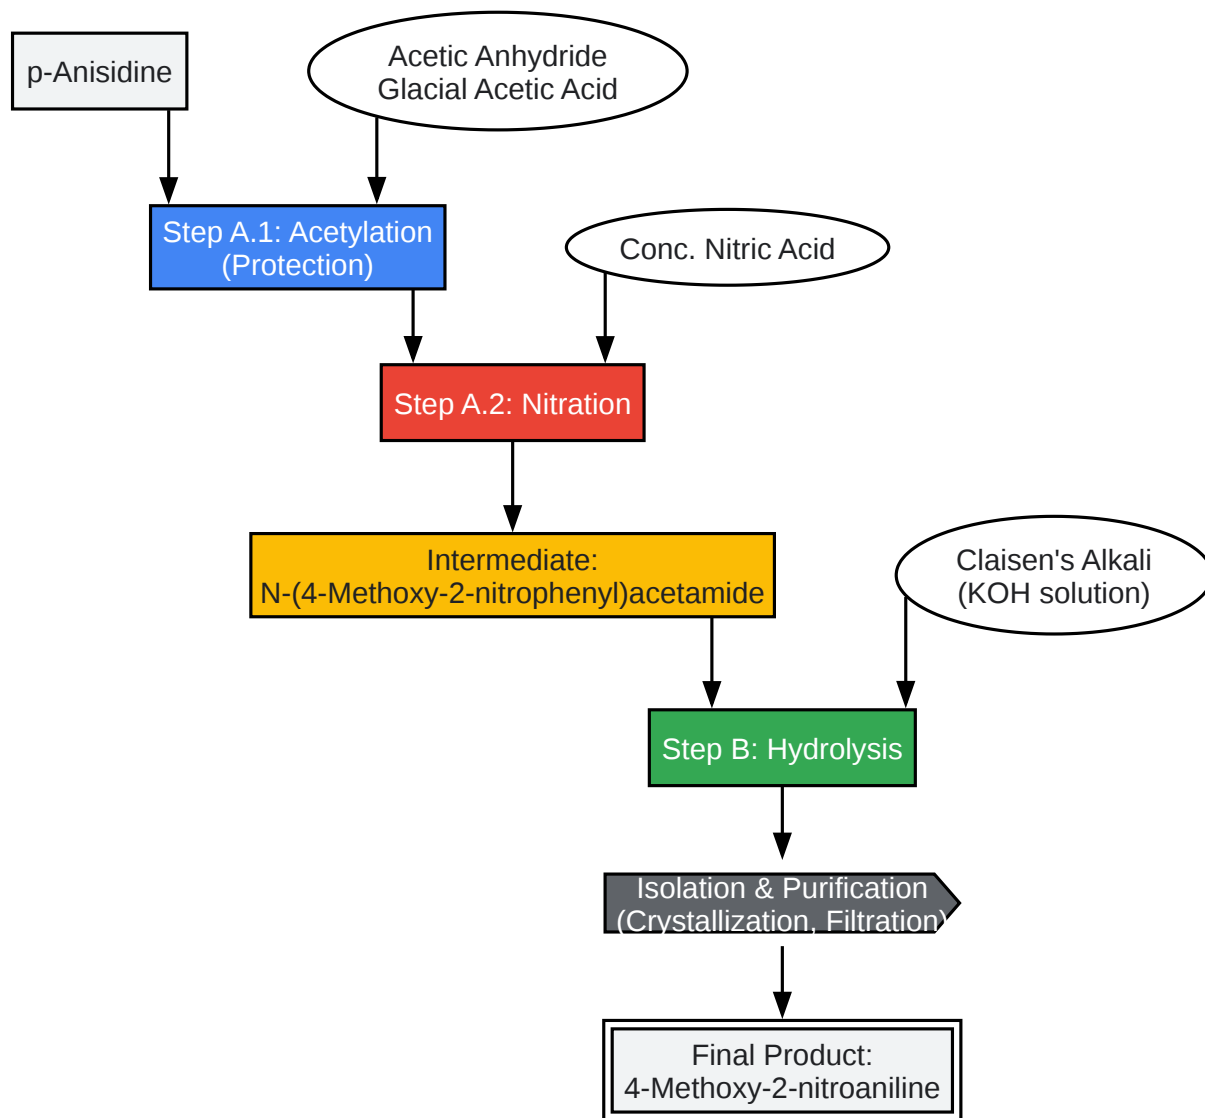 p-Anisidine
Acetic Anhydride
Glacial Acetic Acid
Step A.1: Acetylation
(Protection)
Conc. Nitric Acid
Step A.2: Nitration
Intermediate:
N-(4-Methoxy-2-nitrophenyl)acetamide
Claisen's Alkali
(KOH solution)
Step B: Hydrolysis
Isolation & Purification
(Crystallization, Filtration)
Final Product:
4-Methoxy-2-nitroaniline